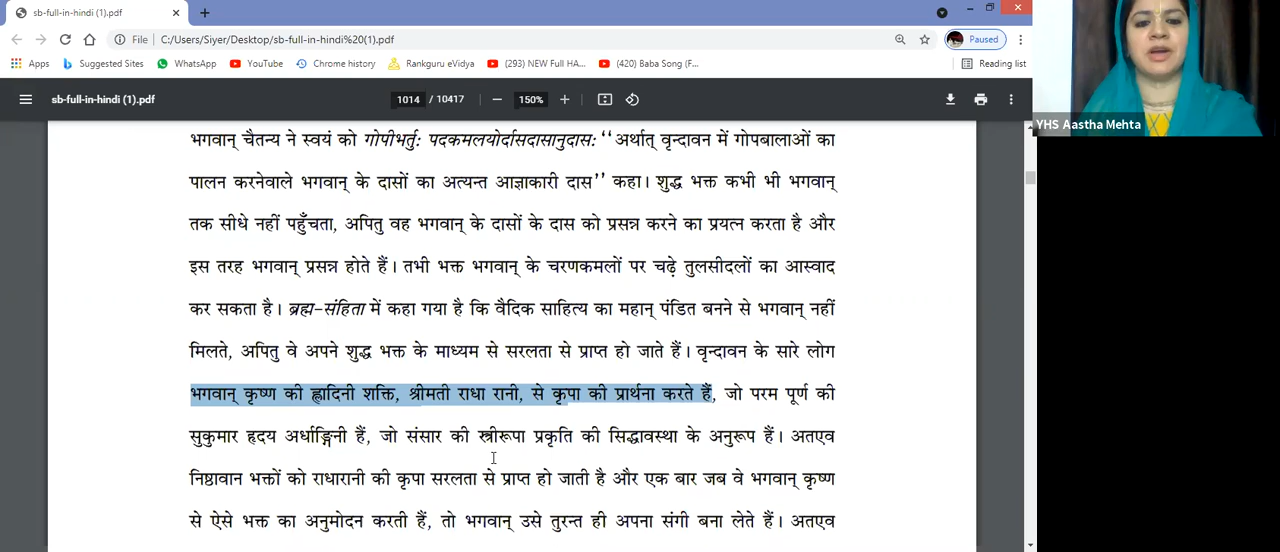 sb-full-in-hindi (1).pdf
File C:/Users/Siyer/Desktop/sb-full-in-hindi%20(1).pdf Paused
Apps Suggested Sites WhatsApp YouTube Chrome history Rankguru eVidya (293) NEW Full HA... (420) Baba Song (F... Reading list
sb-full-in-hindi (1).pdf 1014 / 10417 150%
YHS Aastha Mehta
भगवान् चैतन्य ने स्वयं को गोपीभर्तुः पदकमलयोर्दासदासानुदासः ‘‘अर्थात् वृन्दावन में गोपबालाओं का
पालन करनेवाले भगवान् के दासों का अत्यन्त आज्ञाकारी दास’’ कहा। शुद्ध भक्त कभी भी भगवान्
तक सीधे नहीं पहुँचता, अपितु वह भगवान् के दासों के दास को प्रसन्न करने का प्रयत्न करता है और
इस तरह भगवान् प्रसन्न होते हैं। तभी भक्त भगवान् के चरणकमलों पर चढ़े तुलसीदलों का आस्वाद
कर सकता है। ब्रह्म-संहिता में कहा गया है कि वैदिक साहित्य का महान् पंडित बनने से भगवान् नहीं
मिलते, अपितु वे अपने शुद्ध भक्त के माध्यम से सरलता से प्राप्त हो जाते हैं। वृन्दावन के सारे लोग
भगवान् कृष्ण की ह्लादिनी शक्ति, श्रीमती राधा रानी, से कृपा की प्रार्थना करते हैं, जो परम पूर्ण की
सुकुमार हृदय अर्धाङ्गिनी हैं, जो संसार की स्त्रीरूपा प्रकृति की सिद्धावस्था के अनुरूप हैं। अतएव
निष्ठावान भक्तों को राधारानी की कृपा सरलता से प्राप्त हो जाती है और एक बार जब वे भगवान् कृष्ण
से ऐसे भक्त का अनुमोदन करती हैं, तो भगवान् उसे तुरन्त ही अपना संगी बना लेते हैं। अतएव